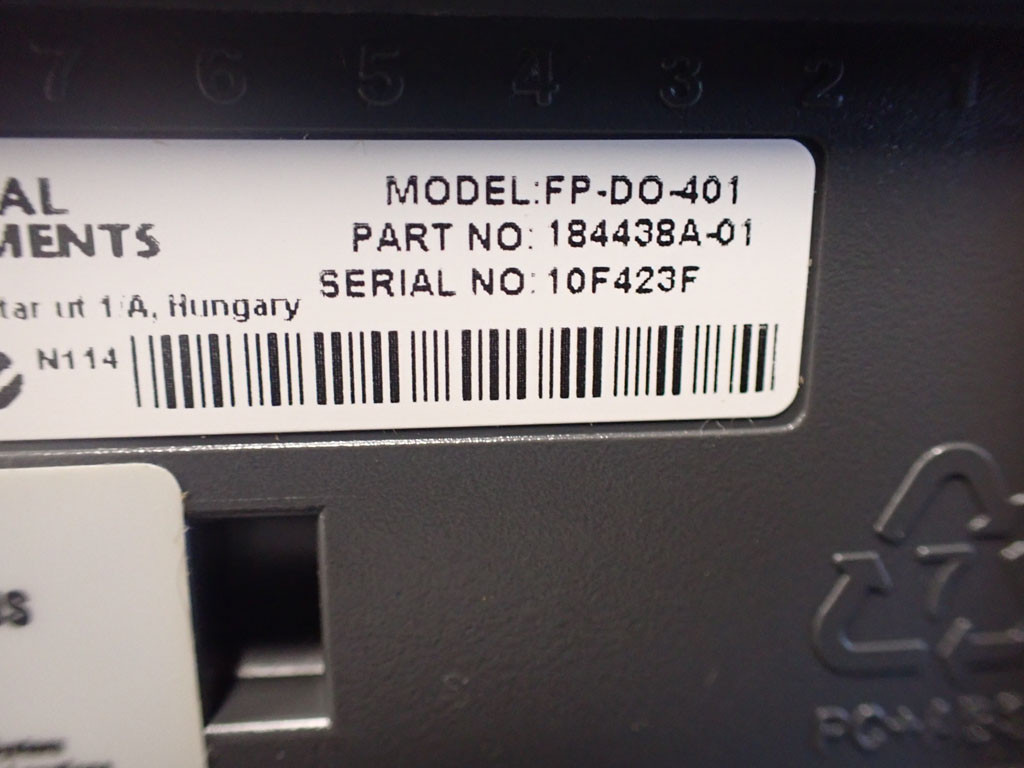 7 6 5 4 3 2 1
AL
MENTS
MODEL:FP-DO-401
PART NO: 184438A-01
SERIAL NO: 10F423F
tar ut 1/A, Hungary
N114
7